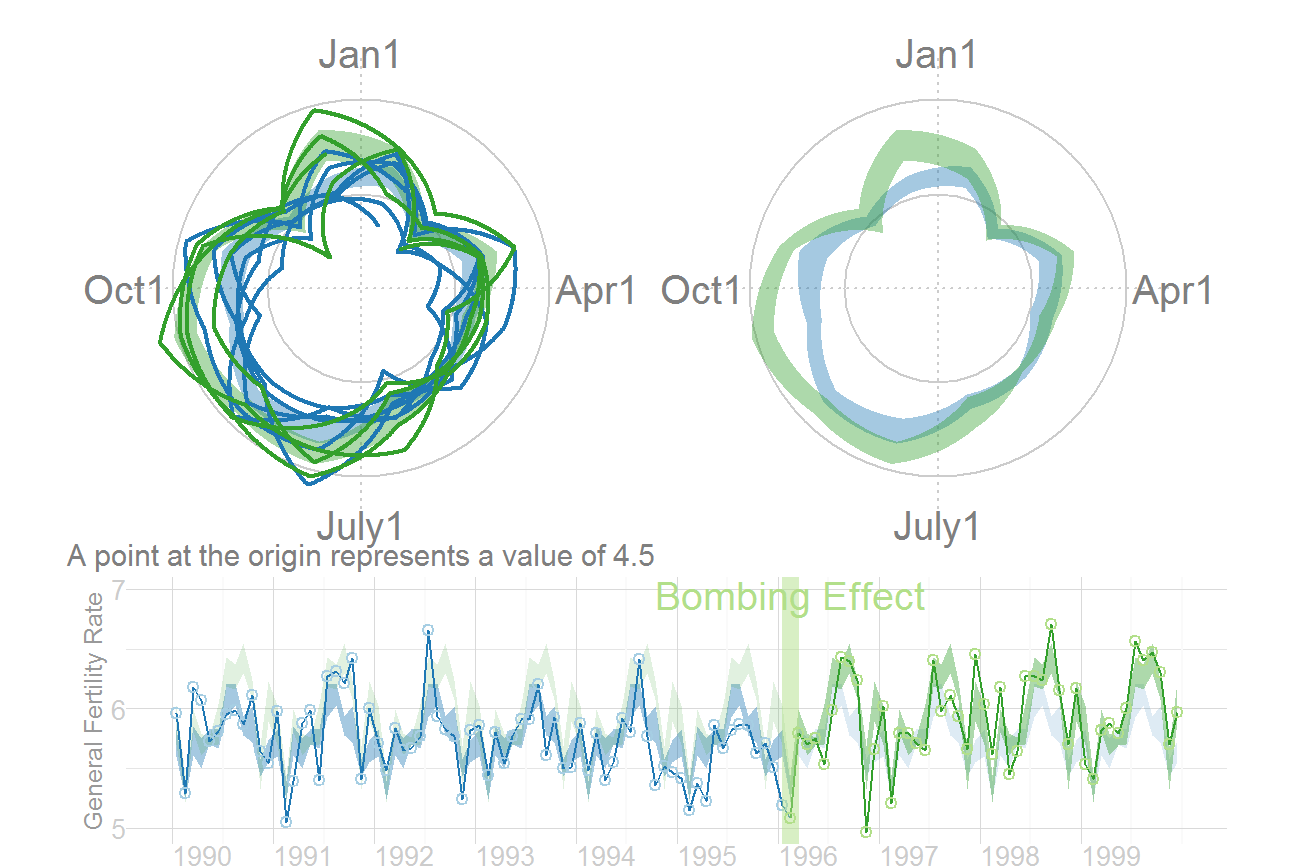 Jan1 Jan1
Oct1 Apr1 Oct1 Apr1
July1 July1
A point at the origin represents a value of 4.5
Bombing Effect
General Fertility Rate
7
6
5
1990 1991 1992 1993 1994 1995 1996 1997 1998 1999